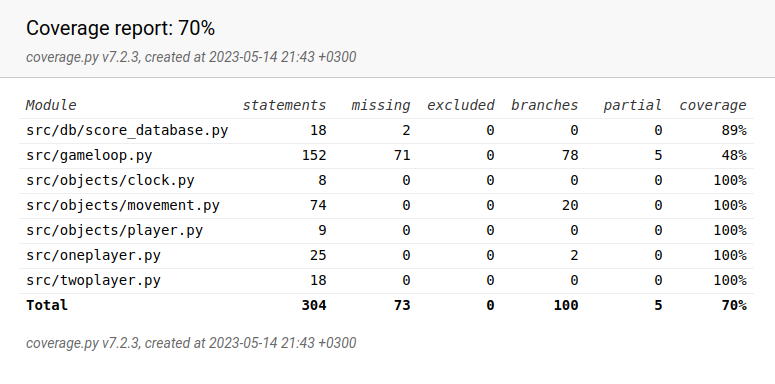 Coverage report: 70%
coverage.py v7.2.3, created at 2023-05-14 21:43 +0300
Module statements missing excluded branches partial coverage
src/db/score_database.py 18 2 0 0 0 89%
src/gameloop.py 152 71 0 78 5 48%
src/objects/clock.py 8 0 0 0 0 100%
src/objects/movement.py 74 0 0 20 0 100%
src/objects/player.py 9 0 0 0 0 100%
src/oneplayer.py 25 0 0 2 0 100%
src/twoplayer.py 18 0 0 0 0 100%
Total 304 73 0 100 5 70%
coverage.py v7.2.3, created at 2023-05-14 21:43 +0300